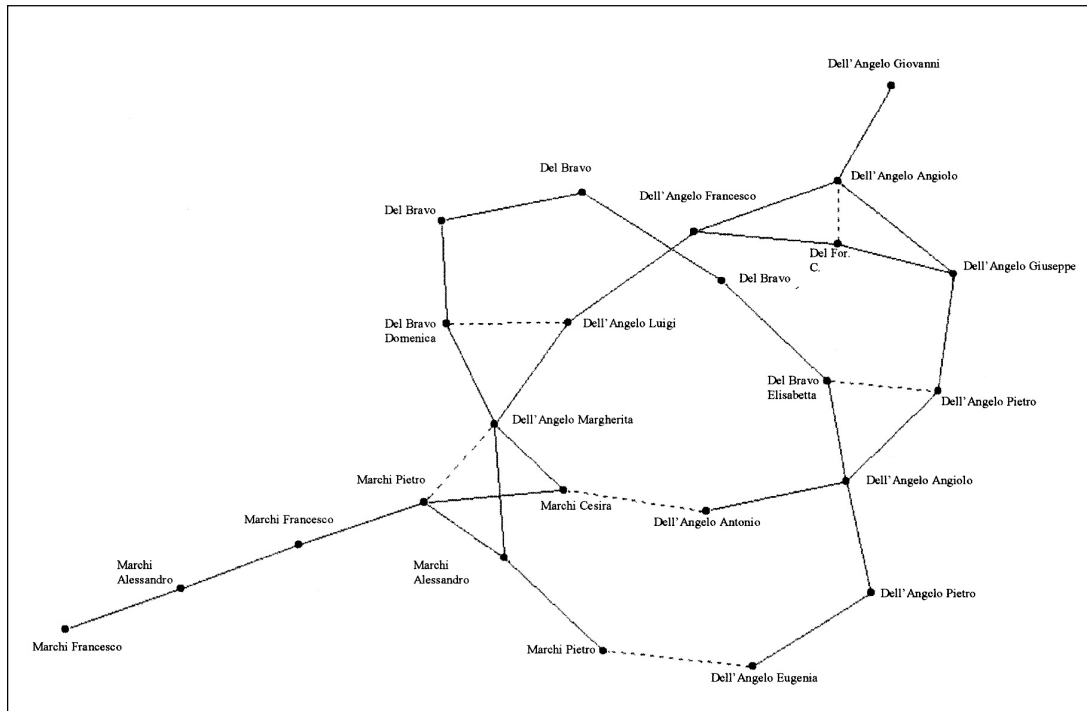 Dell'Angelo Giovanni
Del Bravo
Dell'Angelo Angiolo
Dell'Angelo Francesco
Del Bravo
Del For.
C.
Dell'Angelo Giuseppe
Del Bravo
Del Bravo
Domenica
Dell'Angelo Luigi
Del Bravo
Elisabetta
Dell'Angelo Pietro
Dell'Angelo Margherita
Marchi Pietro
Dell'Angelo Angiolo
Marchi Cesira
Marchi Francesco
Dell'Angelo Antonio
Marchi
Alessandro
Marchi
Alessandro
Dell'Angelo Pietro
Marchi Francesco
Marchi Pietro
Dell'Angelo Eugenia